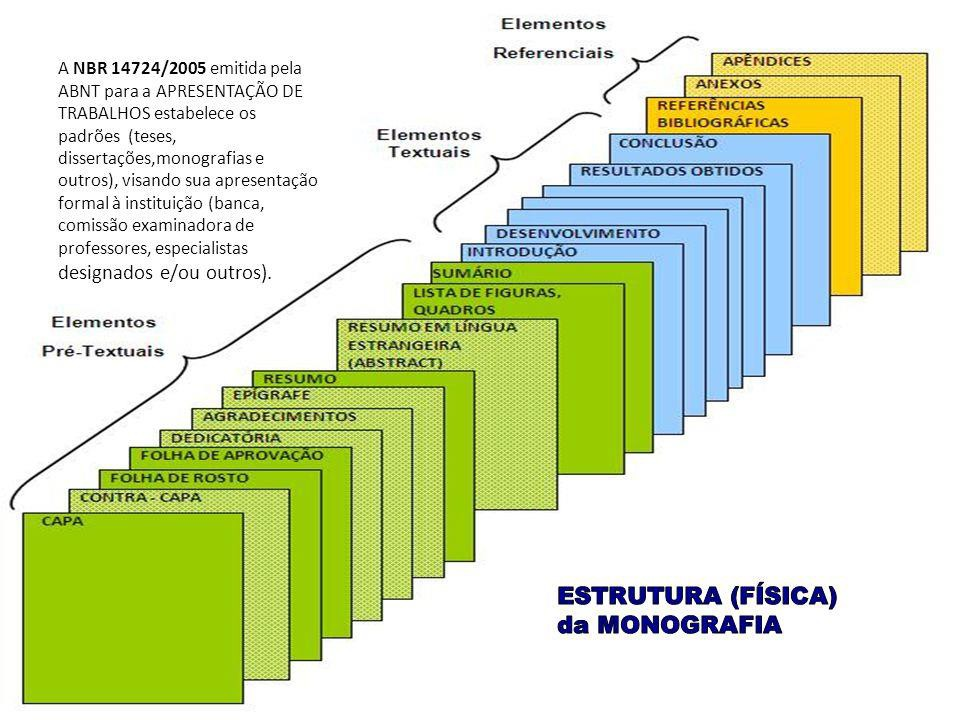 A NBR 14724/2005 emitida pela
ABNT para a APRESENTAÇÃO DE
TRABALHOS estabelece os
padrões (teses,
dissertações,monografias e
outros), visando sua apresentação
formal à instituição (banca,
comissão examinadora de
professores, especialistas
designados e/ou outros).
Elementos
Referenciais
APÊNDICES
ANEXOS
REFERÊNCIAS
BIBLIOGRÁFICAS
Elementos
Textuais
CONCLUSÃO
RESULTADOS OBTIDOS
DESENVOLVIMENTO
INTRODUÇÃO
Elementos
Pré-Textuais
SUMÁRIO
LISTA DE FIGURAS,
QUADROS
RESUMO EM LÍNGUA
ESTRANGEIRA
(ABSTRACT)
RESUMO
EPÍGRAFE
AGRADECIMENTOS
DEDICATÓRIA
FOLHA DE APROVAÇÃO
FOLHA DE ROSTO
CONTRA - CAPA
CAPA
ESTRUTURA (FÍSICA)
da MONOGRAFIA